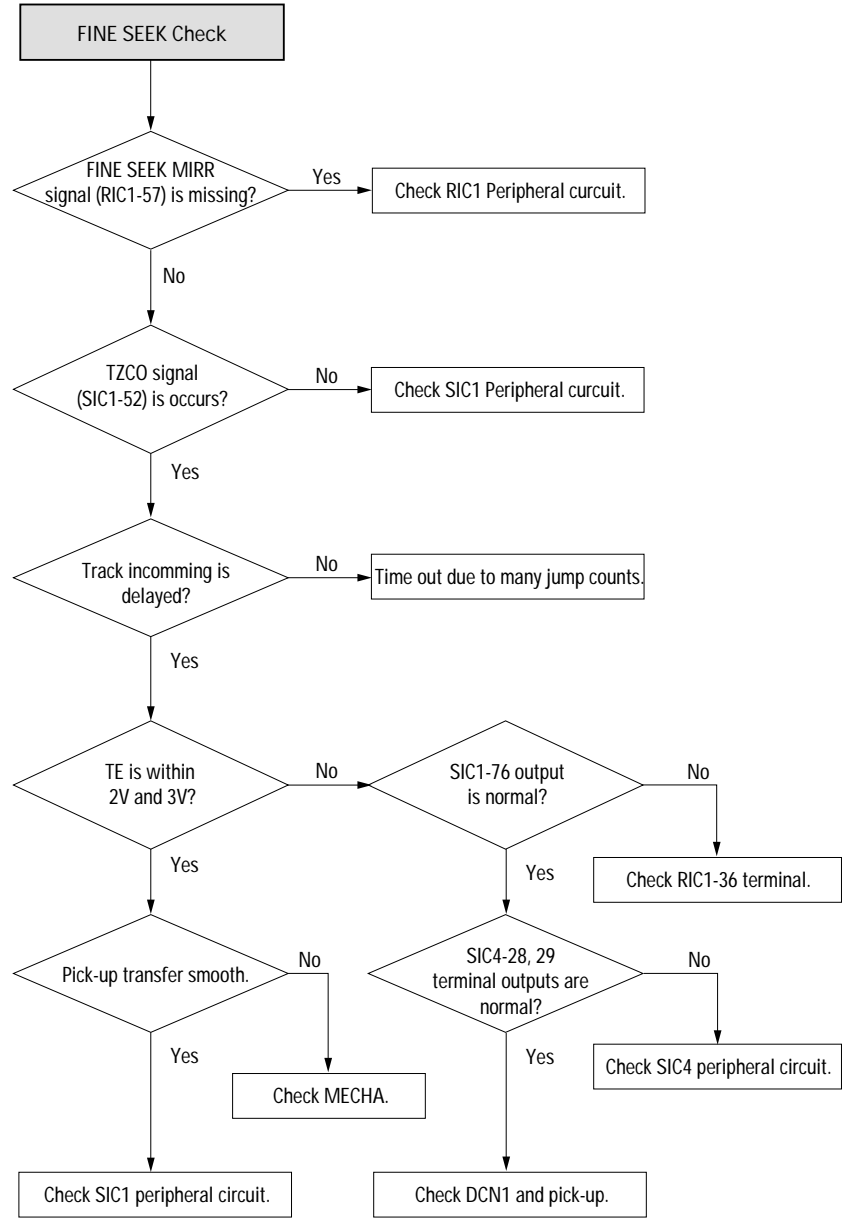 FINE SEEK Check
FINE SEEK MIRR
signal (RIC1-57) is missing?
Yes
Check RIC1 Peripheral curcuit.
No
TZCO signal
(SIC1-52) is occurs?
No
Check SIC1 Peripheral curcuit.
Yes
Track incomming is
delayed?
No
Time out due to many jump counts.
Yes
TE is within
2V and 3V?
No
SIC1-76 output
is normal?
No
Yes
Yes
Check RIC1-36 terminal.
Pick-up transfer smooth.
No
SIC4-28, 29
terminal outputs are
normal?
No
Yes
Yes
Check SIC4 peripheral circuit.
Check MECHA.
Check SIC1 peripheral circuit.
Check DCN1 and pick-up.